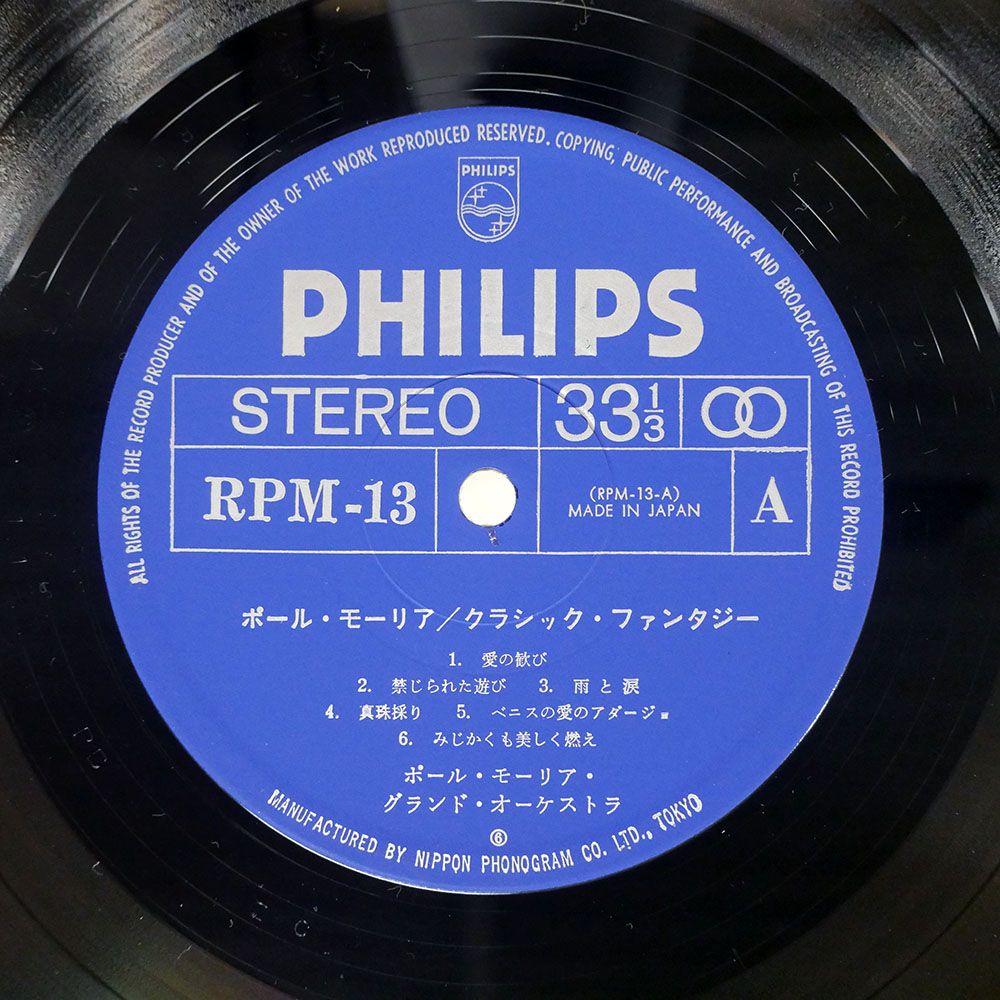 ALL RIGHTS OF THE RECORD PRODUCER AND OF THE OWNER OF THE WORK REPRODUCED RESERVED. COPYING, PUBLIC PERFORMANCE AND BROADCASTING OF THIS RECORD PROHIBITED
PHILIPS
PHILIPS
STEREO 33 1/3
RPM-13 (RPM-13-A) A
MADE IN JAPAN
ポール・モーリア/クラシック・ファンタジー
1. 愛の歓び
2. 禁じられた遊び 3. 雨と涙
4. 真珠採り 5. ベニスの愛のアダージョ
6. みじかくも美しく燃え
ポール・モーリア・
グランド・オーケストラ
⑥
MANUFACTURED BY NIPPON PHONOGRAM CO. LTD., TOKYO